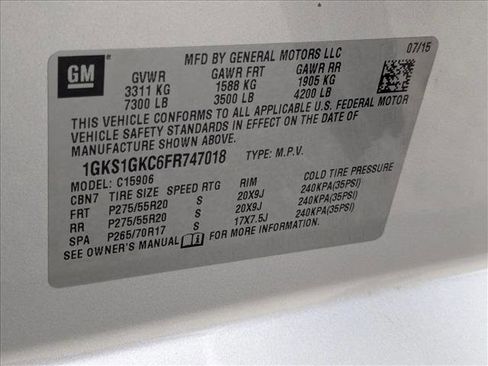 GM
MFD BY GENERAL MOTORS LLC 07/15
GVWR GAWR FRT GAWR RR
3311 KG 1588 KG 1905 KG
7300 LB 3500 LB 4200 LB
THIS VEHICLE CONFORMS TO ALL APPLICABLE U.S. FEDERAL MOTOR
VEHICLE SAFETY STANDARDS IN EFFECT ON THE DATE OF
MANUFACTURE SHOWN ABOVE.
1GKS1GKC6FR747018 TYPE: M.P.V.
MODEL: C15906
CBN7 TIRE SIZE SPEED RTG RIM COLD TIRE PRESSURE
FRT P275/55R20 S 20X9J 240KPA(35PSI)
RR P275/55R20 S 20X9J 240KPA(35PSI)
SPA P265/70R17 S 17X7.5J 240KPA(35PSI)
SEE OWNER'S MANUAL FOR MORE INFORMATION.